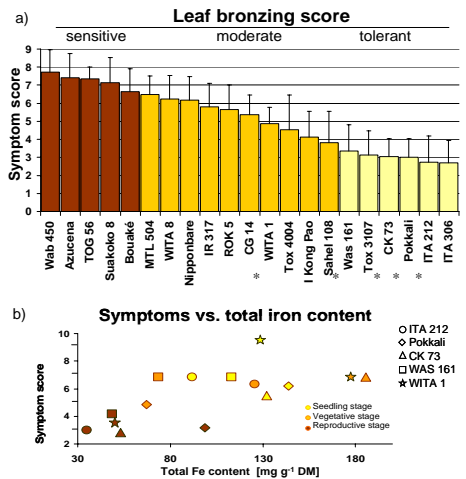 Leaf bronzing score
a)
sensitive moderate tolerant
Symptom score
9
8
7
6
5
4
3
2
1
0
Wab 450
Azucena
TOG 56
Suakoko 8
Bouaké
MTL 504
WITA 8
Nipponbare
IR 317
ROK 5
CG 14
WITA 1
Tox 4004
I Kong Pao
Sahel 108
Was 161
Tox 3107
CK 73
Pokkali
ITA 212
ITA 306
* * * * *
b)
Symptoms vs. total iron content
Symptom score
10
8
6
4
2
30 80 130 180
Total Fe content [mg g-1 DM]
Seedling stage
Vegetative stage
Reproductive stage
ITA 212
Pokkali
CK 73
WAS 161
WITA 1